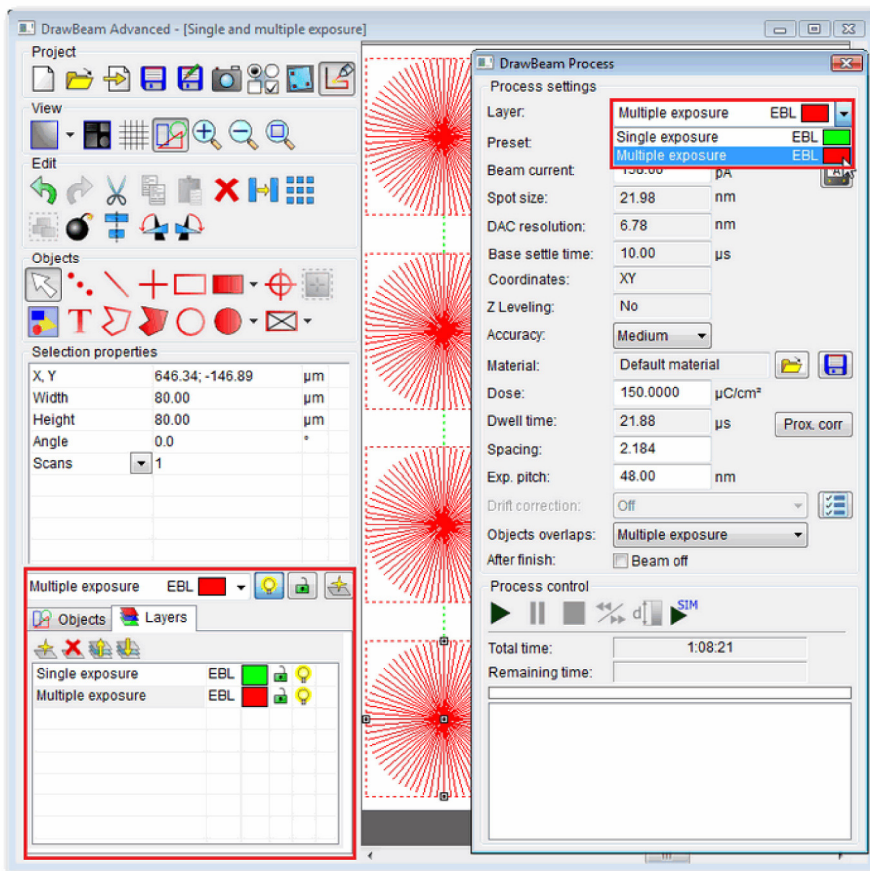 DrawBeam Advanced - [Single and multiple exposure]
Project
View
Edit
Objects
T
Selection properties
X, Y 646.34; -146.89 µm
Width 80.00 µm
Height 80.00 µm
Angle 0.0 °
Scans 1
Multiple exposure EBL
Objects Layers
Single exposure EBL
Multiple exposure EBL
DrawBeam Process
Process settings
Layer: Multiple exposure EBL
Single exposure EBL
Preset:
Multiple exposure EBL
Beam current: 158.00 pA
Spot size: 21.98 nm
DAC resolution: 6.78 nm
Base settle time: 10.00 µs
Coordinates: XY
Z Leveling: No
Accuracy: Medium
Material: Default material
Dose: 150.0000 µC/cm²
Dwell time: 21.88 µs Prox. corr
Spacing: 2.184
Exp. pitch: 48.00 nm
Drift correction: Off
Objects overlaps: Multiple exposure
After finish: Beam off
Process control
d SIM
Total time: 1:08:21
Remaining time: